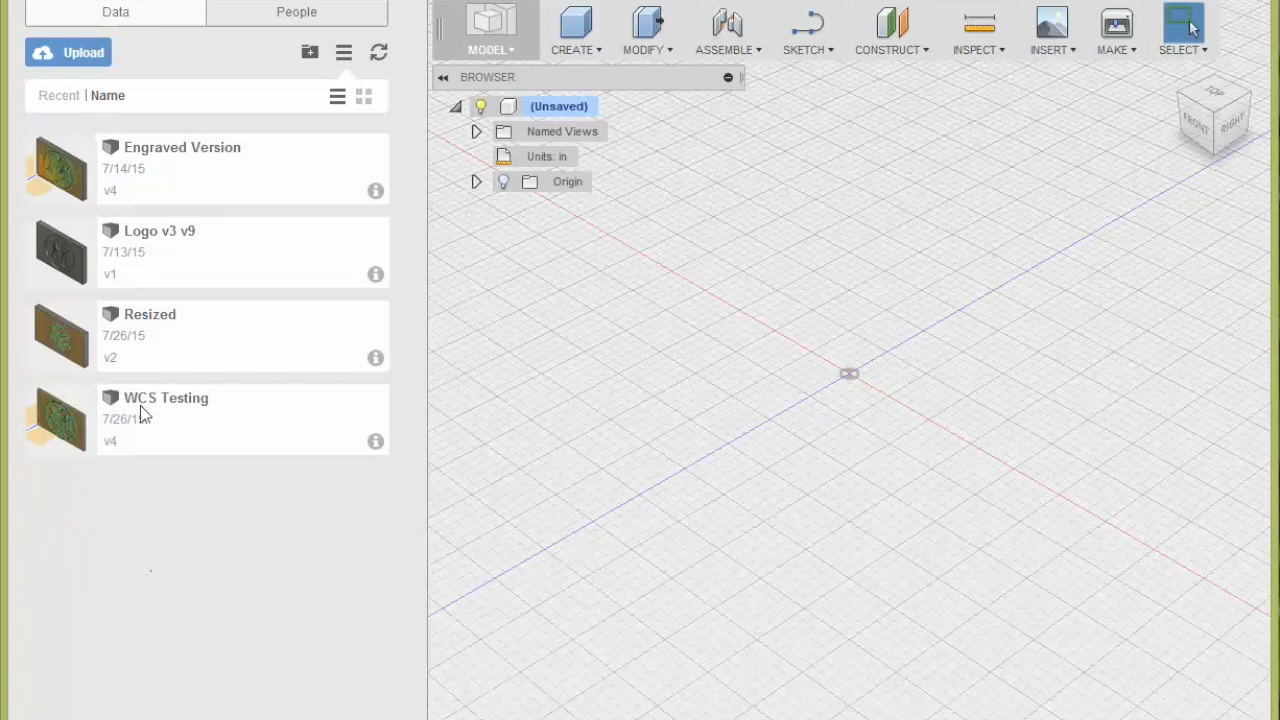 Data
People
Upload
Recent | Name
Engraved Version
7/14/15
v4
Logo v3 v9
7/13/15
v1
Resized
7/26/15
v2
WCS Testing
7/26/15
v4
MODEL
CREATE
MODIFY
ASSEMBLE
SKETCH
CONSTRUCT
INSPECT
INSERT
MAKE
SELECT
BROWSER
(Unsaved)
Named Views
Units: in
Origin
TOP
FRONT
RIGHT